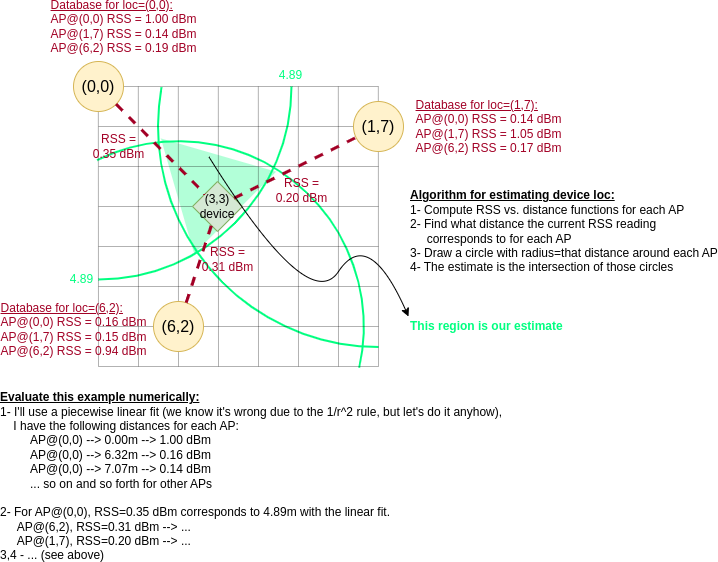 Database for loc=(0,0):
AP@(0,0) RSS = 1.00 dBm
AP@(1,7) RSS = 0.14 dBm
AP@(6,2) RSS = 0.19 dBm
4.89
(0,0)
(1,7)
Database for loc=(1,7):
AP@(0,0) RSS = 0.14 dBm
AP@(1,7) RSS = 1.05 dBm
AP@(6,2) RSS = 0.17 dBm
RSS =
0.35 dBm
RSS =
0.20 dBm
(3,3)
device
Algorithm for estimating device loc:
1- Compute RSS vs. distance functions for each AP
2- Find what distance the current RSS reading
corresponds to for each AP
3- Draw a circle with radius=that distance around each AP
4- The estimate is the intersection of those circles
RSS =
0.31 dBm
4.89
Database for loc=(6,2):
AP@(0,0) RSS = 0.16 dBm
AP@(1,7) RSS = 0.15 dBm
AP@(6,2) RSS = 0.94 dBm
(6,2)
This region is our estimate
Evaluate this example numerically:
1- I'll use a piecewise linear fit (we know it's wrong due to the 1/r^2 rule, but let's do it anyhow),
I have the following distances for each AP:
AP@(0,0) --> 0.00m --> 1.00 dBm
AP@(0,0) --> 6.32m --> 0.16 dBm
AP@(0,0) --> 7.07m --> 0.14 dBm
... so on and so forth for other APs
2- For AP@(0,0), RSS=0.35 dBm corresponds to 4.89m with the linear fit.
AP@(6,2), RSS=0.31 dBm --> ...
AP@(1,7), RSS=0.20 dBm --> ...
3,4 - ... (see above)